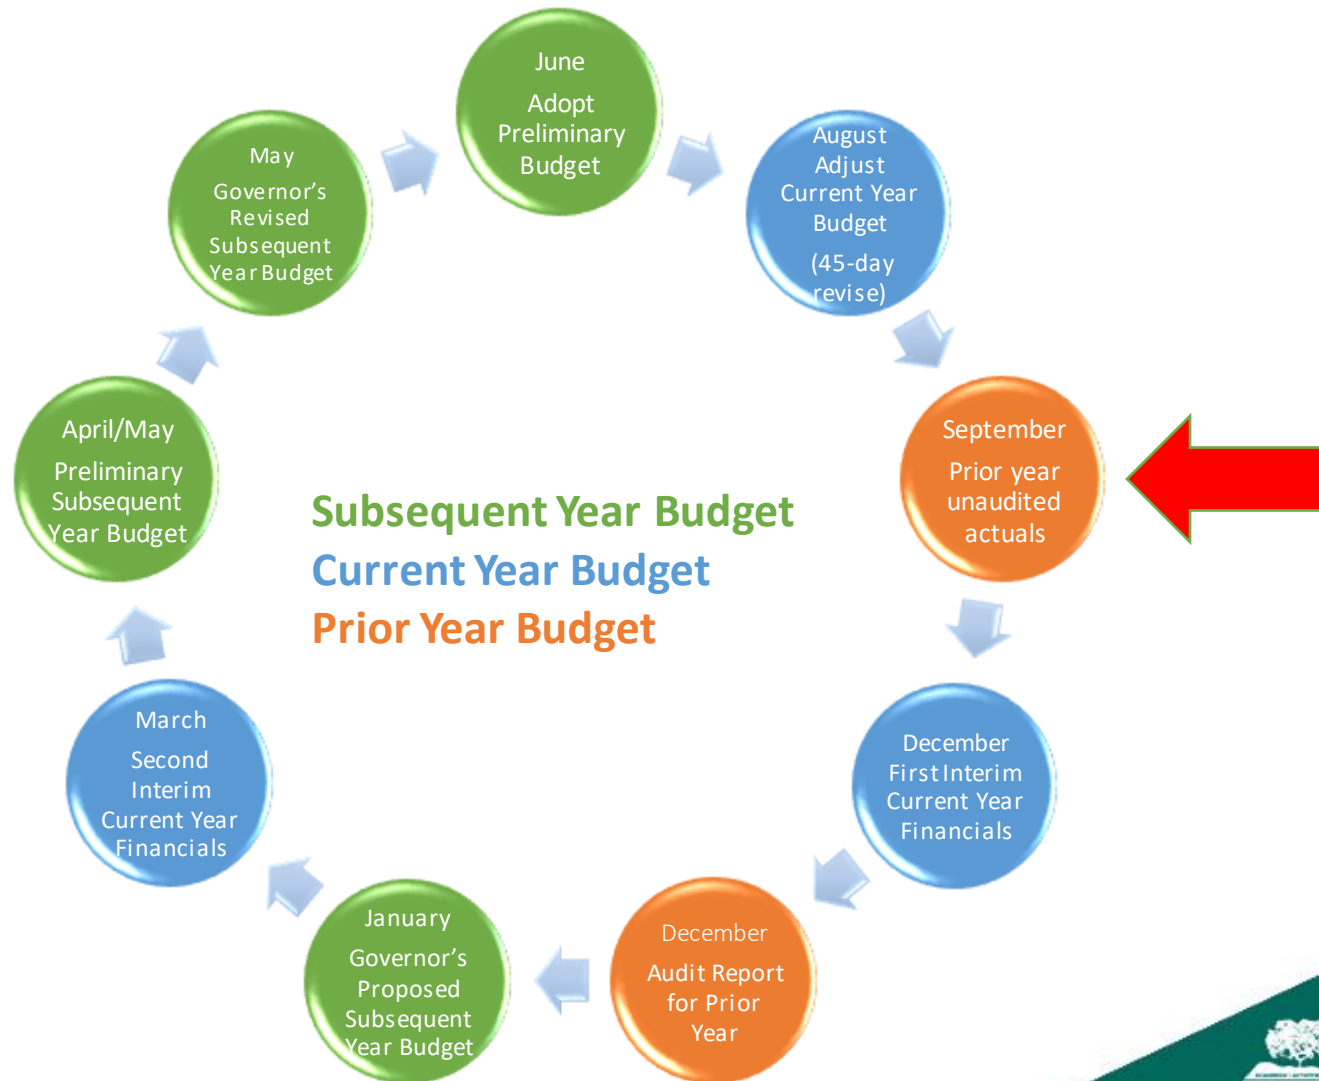 June
Adopt
Preliminary
Budget
August
Adjust
Current Year
Budget
(45-day
revise)
September
Prior year
unaudited
actuals
December
First Interim
Current Year
Financials
December
Audit Report
for Prior
Year
January
Governor’s
Proposed
Subsequent
Year Budget
March
Second
Interim
Current Year
Financials
April/May
Preliminary
Subsequent
Year Budget
May
Governor’s
Revised
Subsequent
Year Budget
Subsequent Year Budget
Current Year Budget
Prior Year Budget